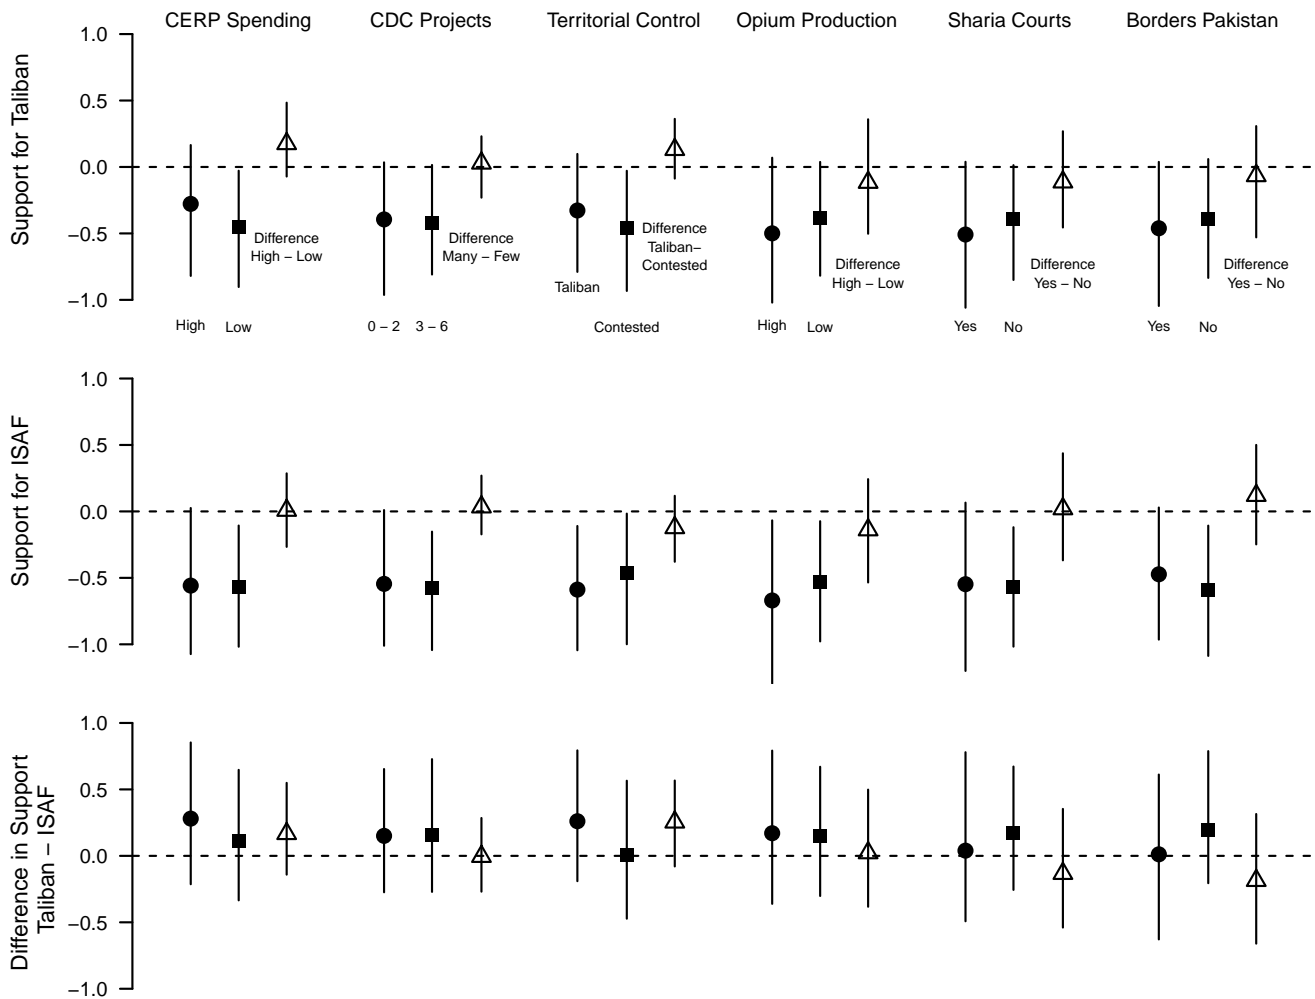 CERP Spending CDC Projects Territorial Control Opium Production Sharia Courts Borders Pakistan
Support for Taliban
1.0
0.5
0.0
−0.5
−1.0
Difference
High − Low
Difference
Many − Few
Difference
Taliban−
Contested
Difference
High − Low
Difference
Yes − No
Difference
Yes − No
Taliban
High Low 0 − 2 3 − 6 Contested High Low Yes No Yes No
Support for ISAF
1.0
0.5
0.0
−0.5
−1.0
Difference in Support
Taliban − ISAF
1.0
0.5
0.0
−0.5
−1.0